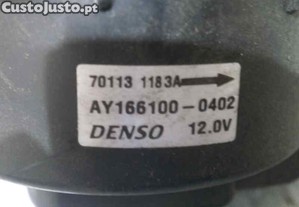 CustoJusto.pt
70113 1183A
AY166100-0402
DENSO 12.0V